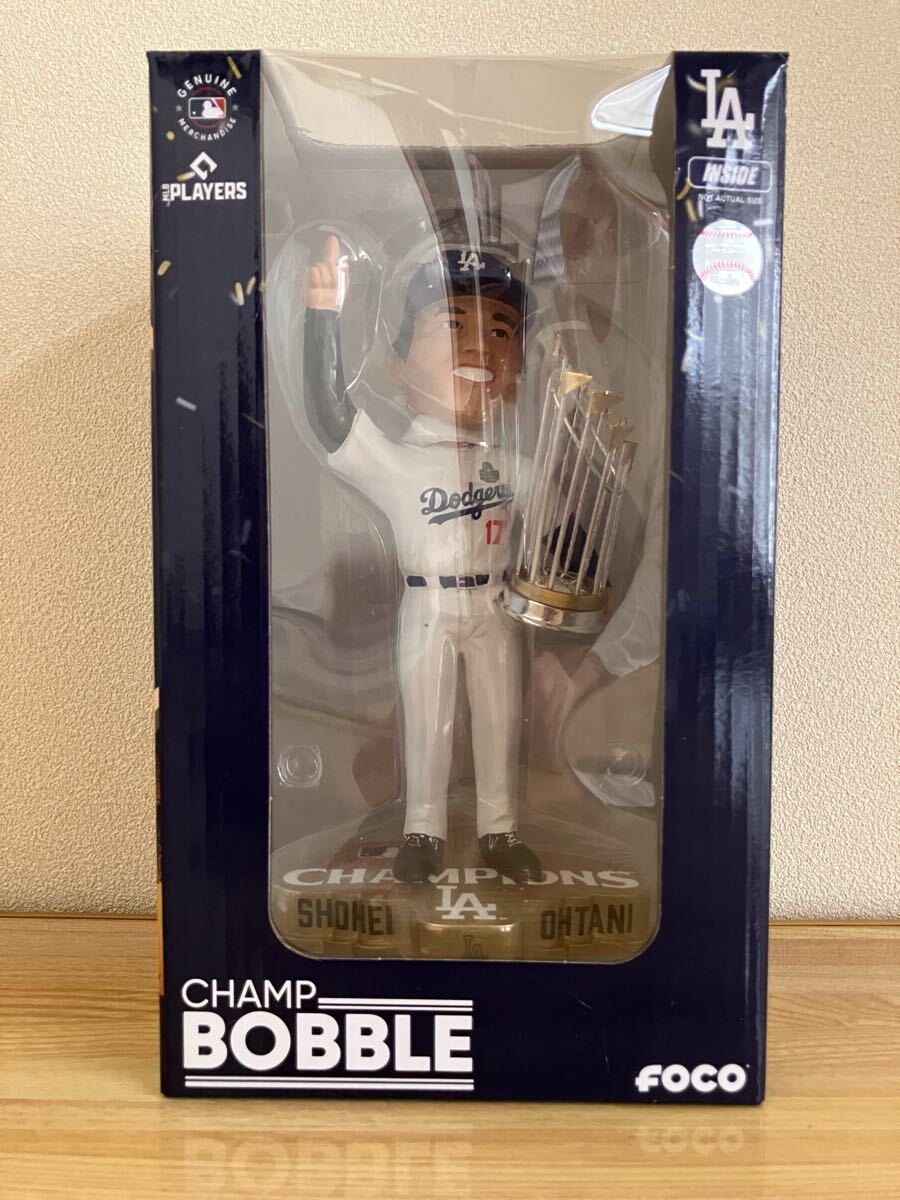 GENUINE
MERCHANDISE
MLB PLAYERS
LA
INSIDE
NOT ACTUAL SIZE
LA
Dodgers
17
CHAMPIONS
LA
SHOHEI
OHTANI
LA
CHAMP
BOBBLE
FOCO